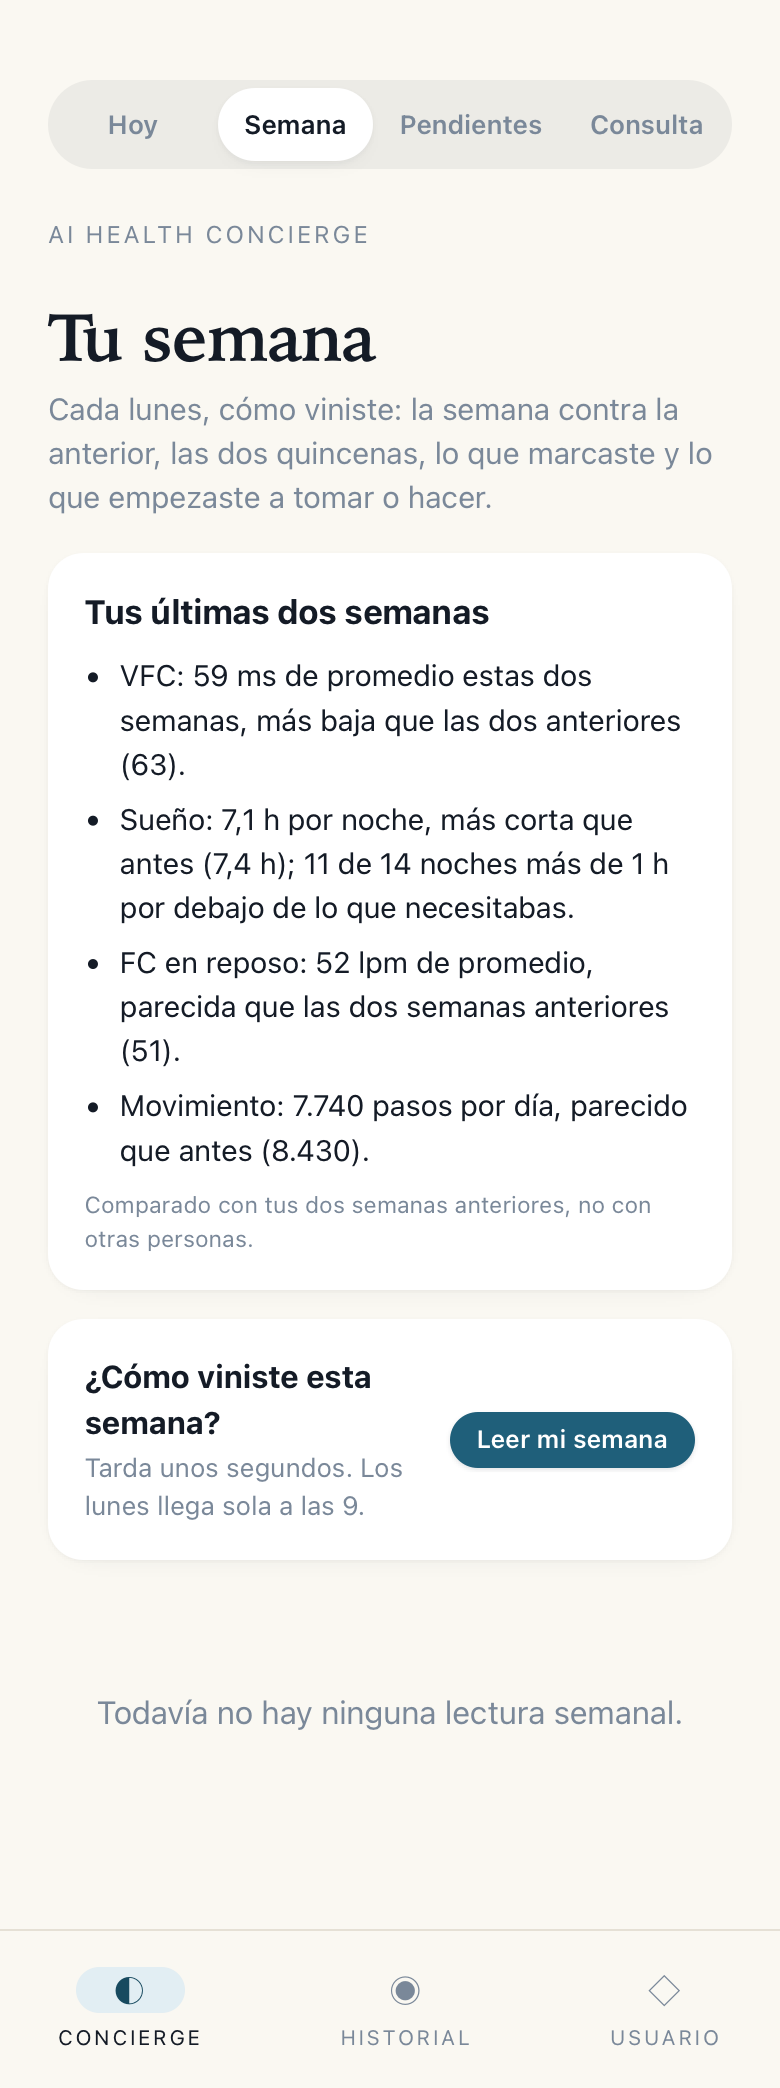 Hoy Semana Pendientes Consulta
AI HEALTH CONCIERGE
Tu semana
Cada lunes, cómo viniste: la semana contra la
anterior, las dos quincenas, lo que marcaste y lo
que empezaste a tomar o hacer.
Tus últimas dos semanas
• VFC: 59 ms de promedio estas dos
semanas, más baja que las dos anteriores
(63).
• Sueño: 7,1 h por noche, más corta que
antes (7,4 h); 11 de 14 noches más de 1 h
por debajo de lo que necesitabas.
• FC en reposo: 52 lpm de promedio,
parecida que las dos semanas anteriores
(51).
• Movimiento: 7.740 pasos por día, parecido
que antes (8.430).
Comparado con tus dos semanas anteriores, no con
otras personas.
¿Cómo viniste esta
semana?
Tarda unos segundos. Los
lunes llega sola a las 9.
Leer mi semana
Todavía no hay ninguna lectura semanal.
CONCIERGE HISTORIAL USUARIO